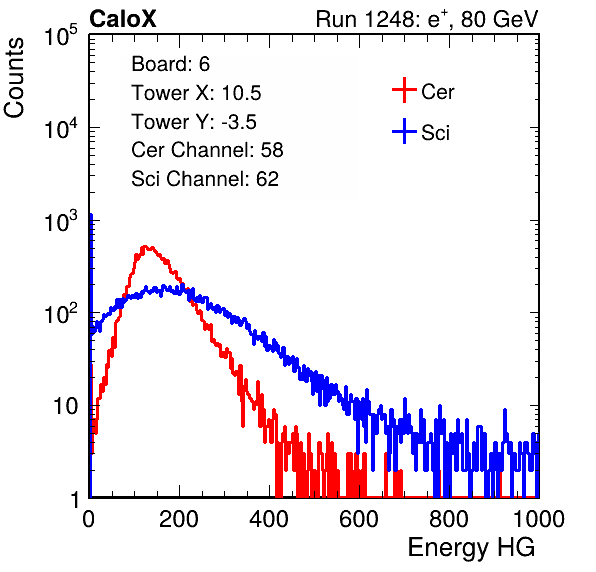 CaloX Run 1248: e⁺, 80 GeV
Counts
10⁵
10⁴
10³
10²
10
1
Board: 6
Tower X: 10.5
Tower Y: -3.5
Cer Channel: 58
Sci Channel: 62
Cer
Sci
0 200 400 600 800 1000
Energy HG